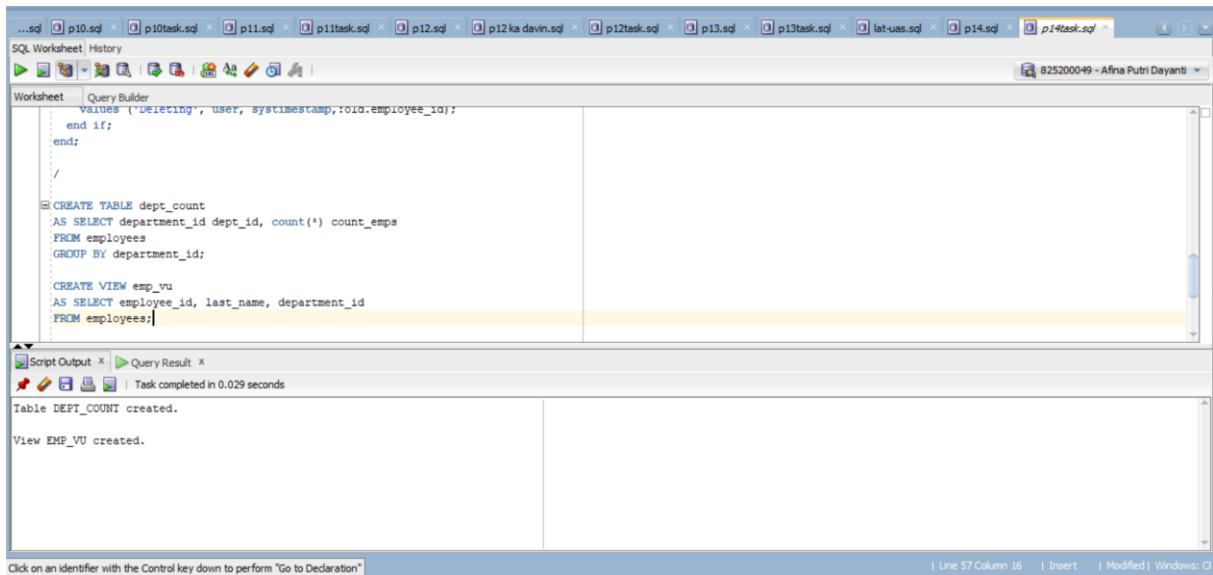 ...sql p10.sql p10task.sql p11.sql p11task.sql p12.sql p12 ka davin.sql p12task.sql p13.sql p13task.sql lat-uas.sql p14.sql p14task.sql
SQL Worksheet History
825200049 - Afina Putri Dayanti
Worksheet Query Builder
values ('Deleting', user, systimestamp,:old.employee_id);
end if;
end;
/
CREATE TABLE dept_count
AS SELECT department_id dept_id, count(*) count_emps
FROM employees
GROUP BY department_id;
CREATE VIEW emp_vu
AS SELECT employee_id, last_name, department_id
FROM employees;
Script Output x Query Result x
Task completed in 0.029 seconds
Table DEPT_COUNT created.
View EMP_VU created.
Click on an identifier with the Control key down to perform "Go to Declaration" | Line 57 Column 16 | Insert | Modified | Windows: C